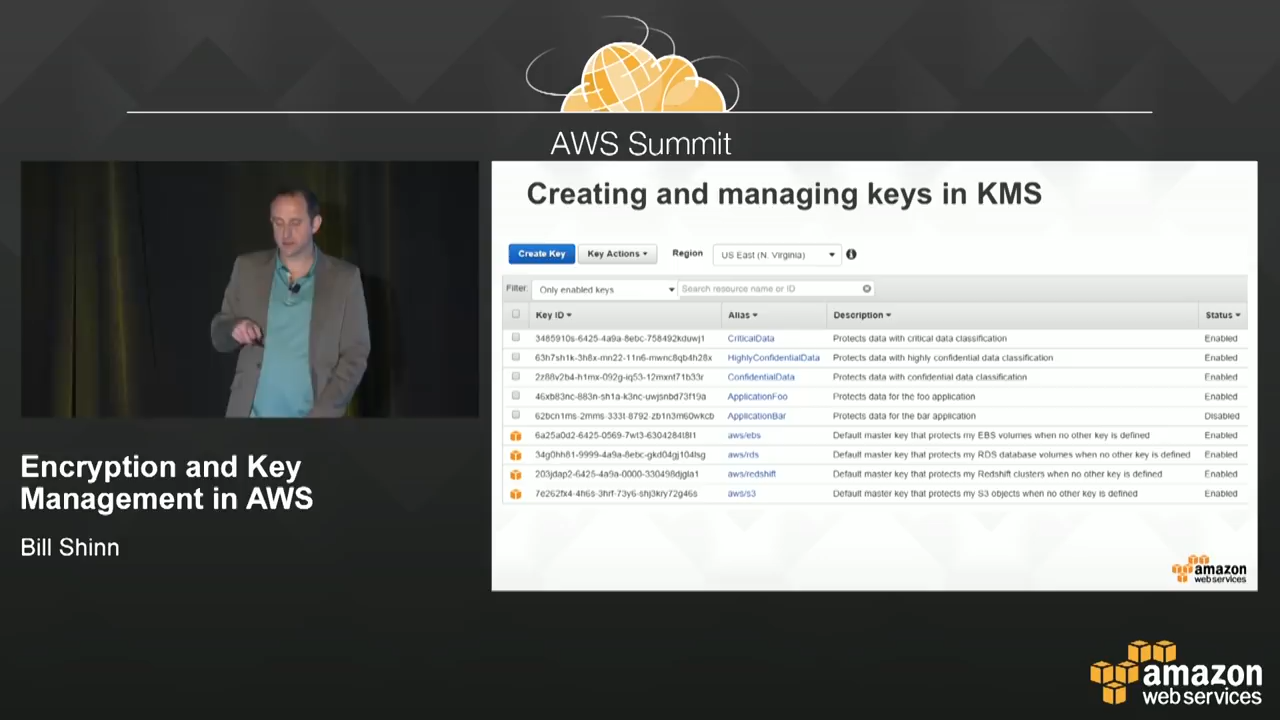 AWS Summit
Creating and managing keys in KMS
Create Key Key Actions Region US East (N. Virginia)
Filter: Only enabled keys Search resource name or ID
Key ID Alias Description Status
CriticalData Protects data with critical data classification Enabled
HighlyConfidentialData Protects data with highly confidential data classification Enabled
ConfidentialData Protects data with confidential data classification Enabled
ApplicationFoo Protects data for the foo application Enabled
ApplicationBar Protects data for the bar application Disabled
aws/ebs Default master key that protects my EBS volumes when no other key is defined Enabled
aws/rds Default master key that protects my RDS database volumes when no other key is defined Enabled
aws/redshift Default master key that protects my Redshift clusters when no other key is defined Enabled
aws/s3 Default master key that protects my S3 objects when no other key is defined Enabled
amazon
web services
Encryption and Key
Management in AWS
Bill Shinn
amazon
web services